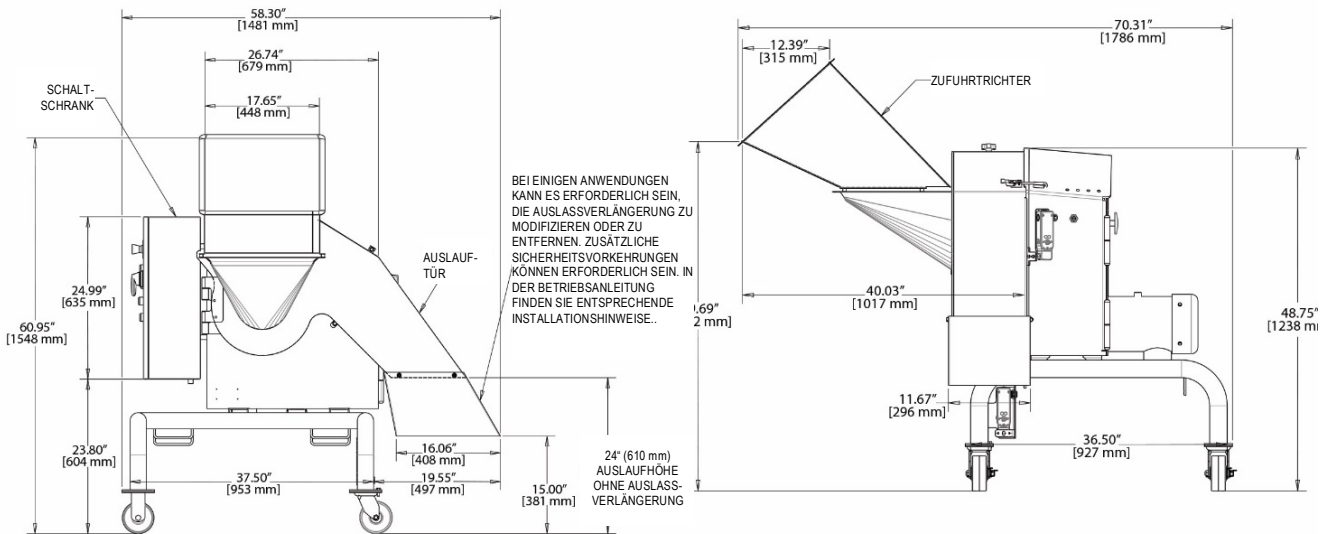 58.30"
[1481 mm]
26.74"
[679 mm]
17.65"
[448 mm]
SCHALT-
SCHRANK
BEI EINIGEN ANWENDUNGEN
KANN ES ERFORDERLICH SEIN,
DIE AUSLASSVERLÄNGERUNG ZU
MODIFIZIEREN ODER ZU
ENTFERNEN. ZUSÄTZLICHE
SICHERHEITSVORKEHRUNGEN
KÖNNEN ERFORDERLICH SEIN. IN
DER BETRIEBSANLEITUNG
FINDEN SIE ENTSPRECHENDE
INSTALLATIONSHINWEISE..
AUSLAUF-
TÜR
24.99"
[635 mm]
60.95"
[1548 mm]
23.80"
[604 mm]
16.06"
[408 mm]
37.50"
[953 mm]
19.55"
[497 mm]
15.00"
[381 mm]
24" (610 mm)
AUSLAUFHÖHE
OHNE AUSLASS-
VERLÄNGERUNG
70.31"
[1786 mm]
12.39"
[315 mm]
ZUFUHRTRICHTER
40.03"
[1017 mm]
.69"
2 mm]
48.75"
[1238 m
11.67"
[296 mm]
36.50"
[927 mm]